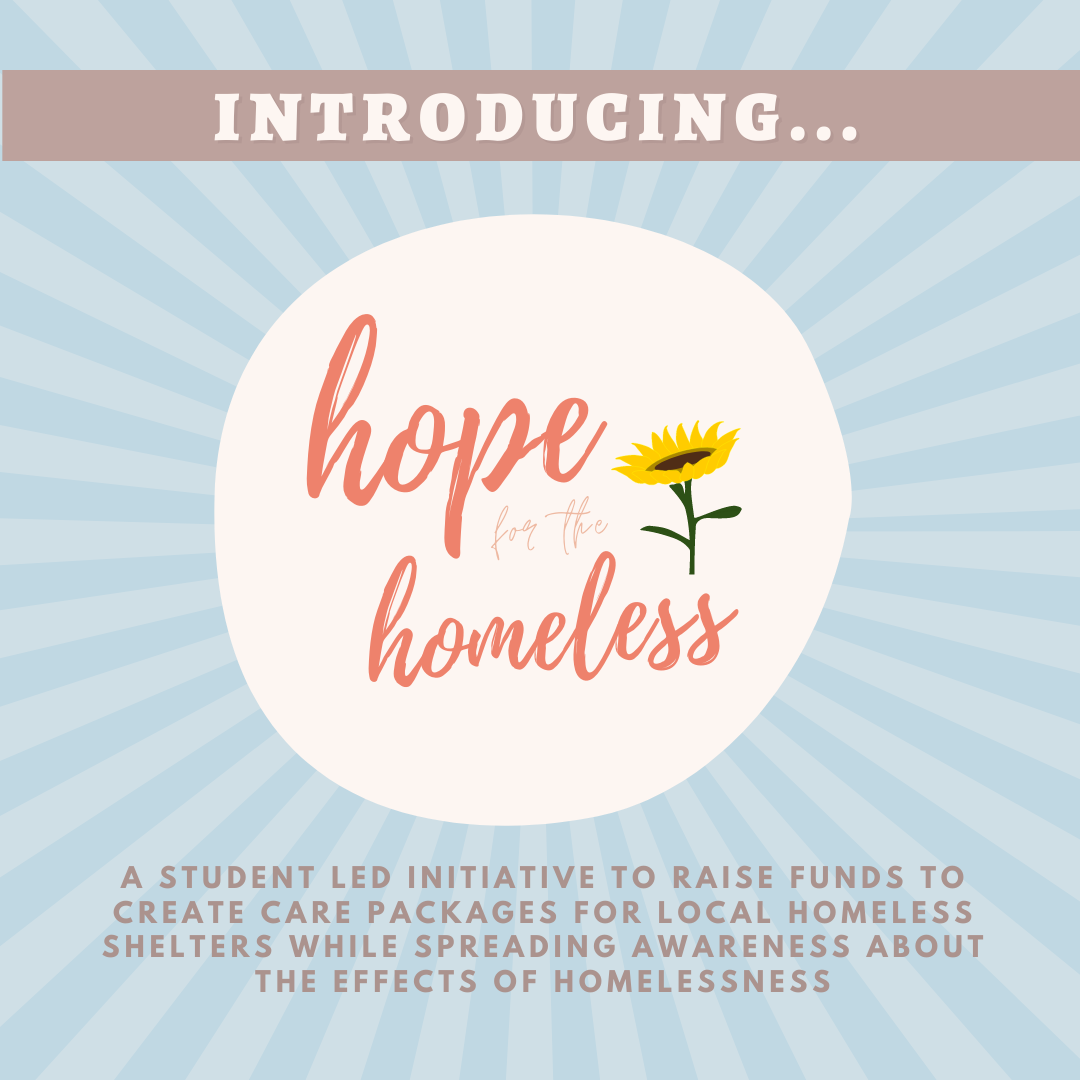 INTRODUCING...
hope
for the
homeless
A STUDENT LED INITIATIVE TO RAISE FUNDS TO
CREATE CARE PACKAGES FOR LOCAL HOMELESS
SHELTERS WHILE SPREADING AWARENESS ABOUT
THE EFFECTS OF HOMELESSNESS